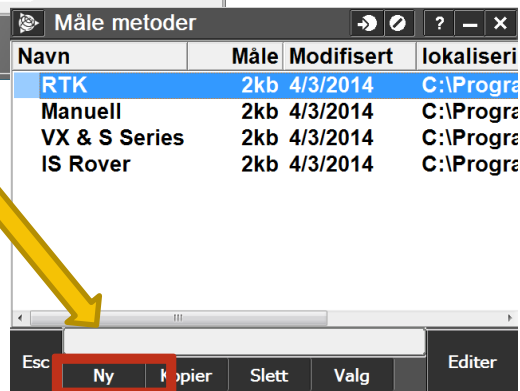 Måle metoder ? – ×
Navn Måle Modifisert lokaliseri
RTK 2kb 4/3/2014 C:\Progra
Manuell 2kb 4/3/2014 C:\Progra
VX & S Series 2kb 4/3/2014 C:\Progra
IS Rover 2kb 4/3/2014 C:\Progra
Esc Ny Kopier Slett Valg Editer